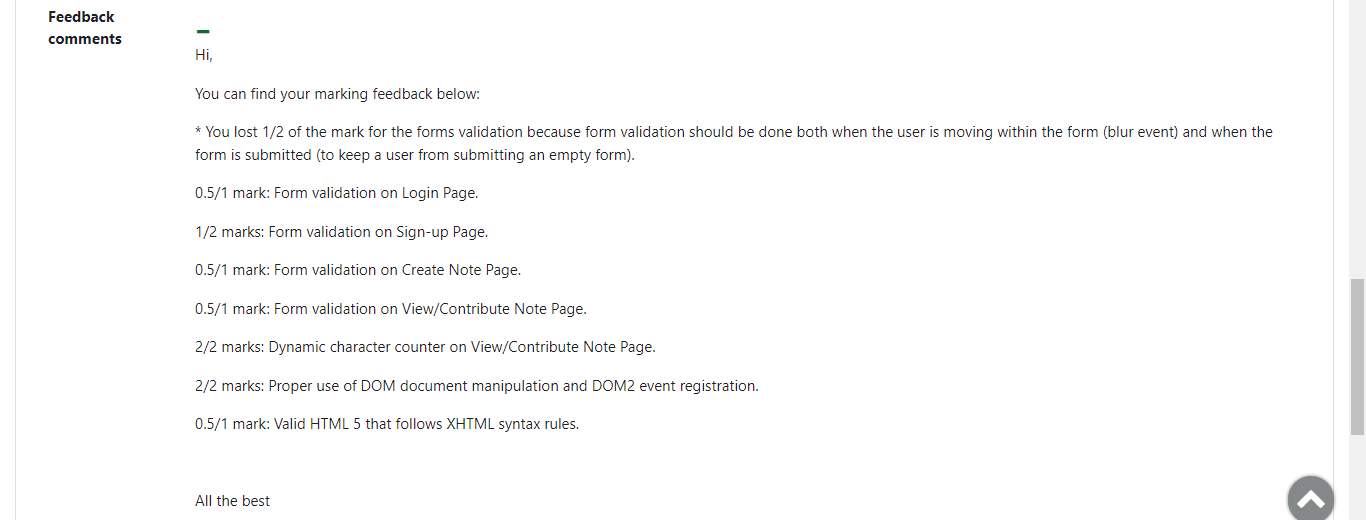 Feedback
comments
Hi,
You can find your marking feedback below:
* You lost 1/2 of the mark for the forms validation because form validation should be done both when the user is moving within the form (blur event) and when the
form is submitted (to keep a user from submitting an empty form).
0.5/1 mark: Form validation on Login Page.
1/2 marks: Form validation on Sign-up Page.
0.5/1 mark: Form validation on Create Note Page.
0.5/1 mark: Form validation on View/Contribute Note Page.
2/2 marks: Dynamic character counter on View/Contribute Note Page.
2/2 marks: Proper use of DOM document manipulation and DOM2 event registration.
0.5/1 mark: Valid HTML 5 that follows XHTML syntax rules.
All the best